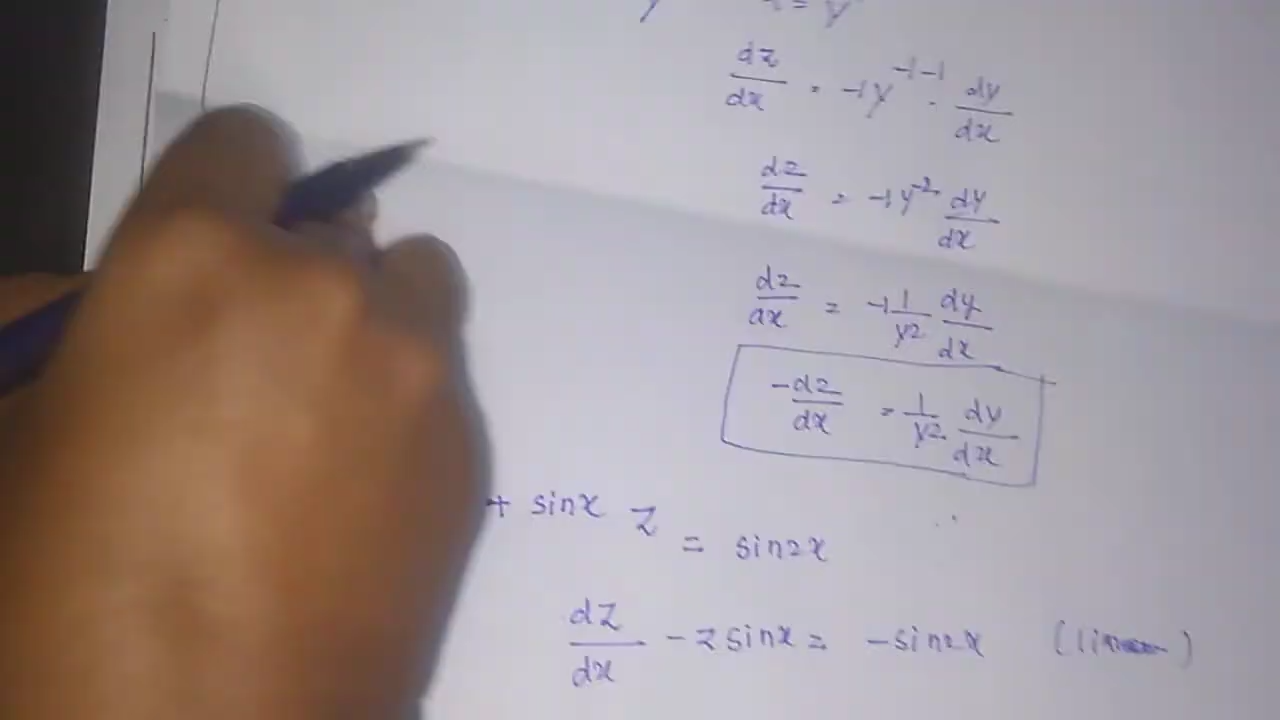 z = y
dz/dx = -1y^-1-1 . dy/dx
dz/dx = -1y^-2 dy/dx
dz/ax = -1 1/y2 dy/dx
-dz/dx = 1/y2 dy/dx
+ sinx z = sin2x
dz/dx - z sinx = -sin2x